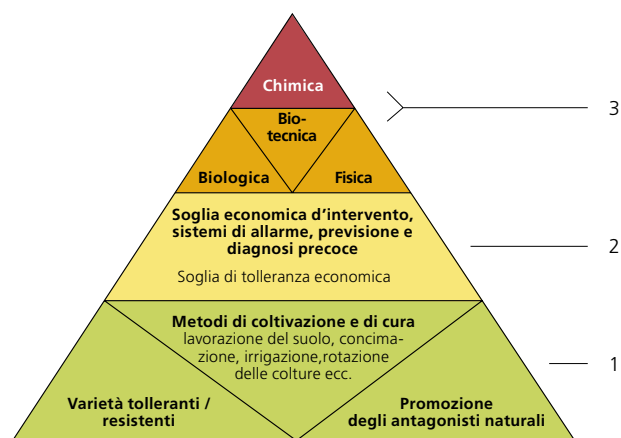 Chimica
3
Bio-
tecnica
Biologica
Fisica
Soglia economica d’intervento,
sistemi di allarme, previsione e
diagnosi precoce
2
Soglia di tolleranza economica
Metodi di coltivazione e di cura
lavorazione del suolo, concima-
zione, irrigazione,rotazione
delle colture ecc.
1
Varietà tolleranti /
resistenti
Promozione
degli antagonisti naturali